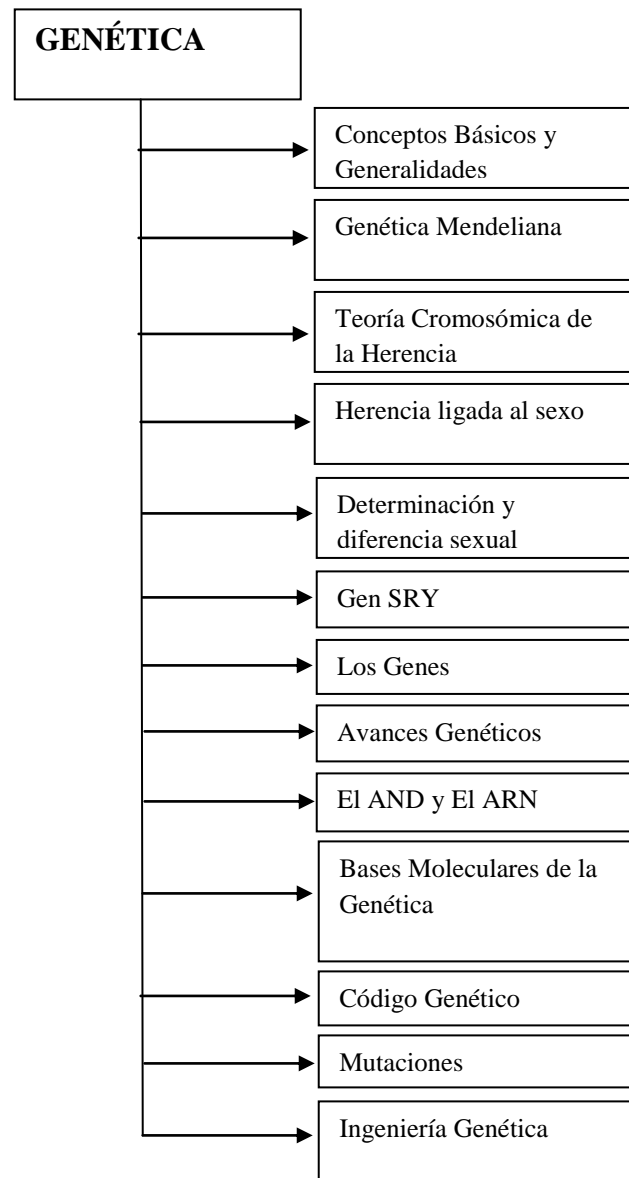 GENÉTICA
Conceptos Básicos y
Generalidades
Genética Mendeliana
Teoría Cromosómica de
la Herencia
Herencia ligada al sexo
Determinación y
diferencia sexual
Gen SRY
Los Genes
Avances Genéticos
El AND y El ARN
Bases Moleculares de la
Genética
Código Genético
Mutaciones
Ingeniería Genética